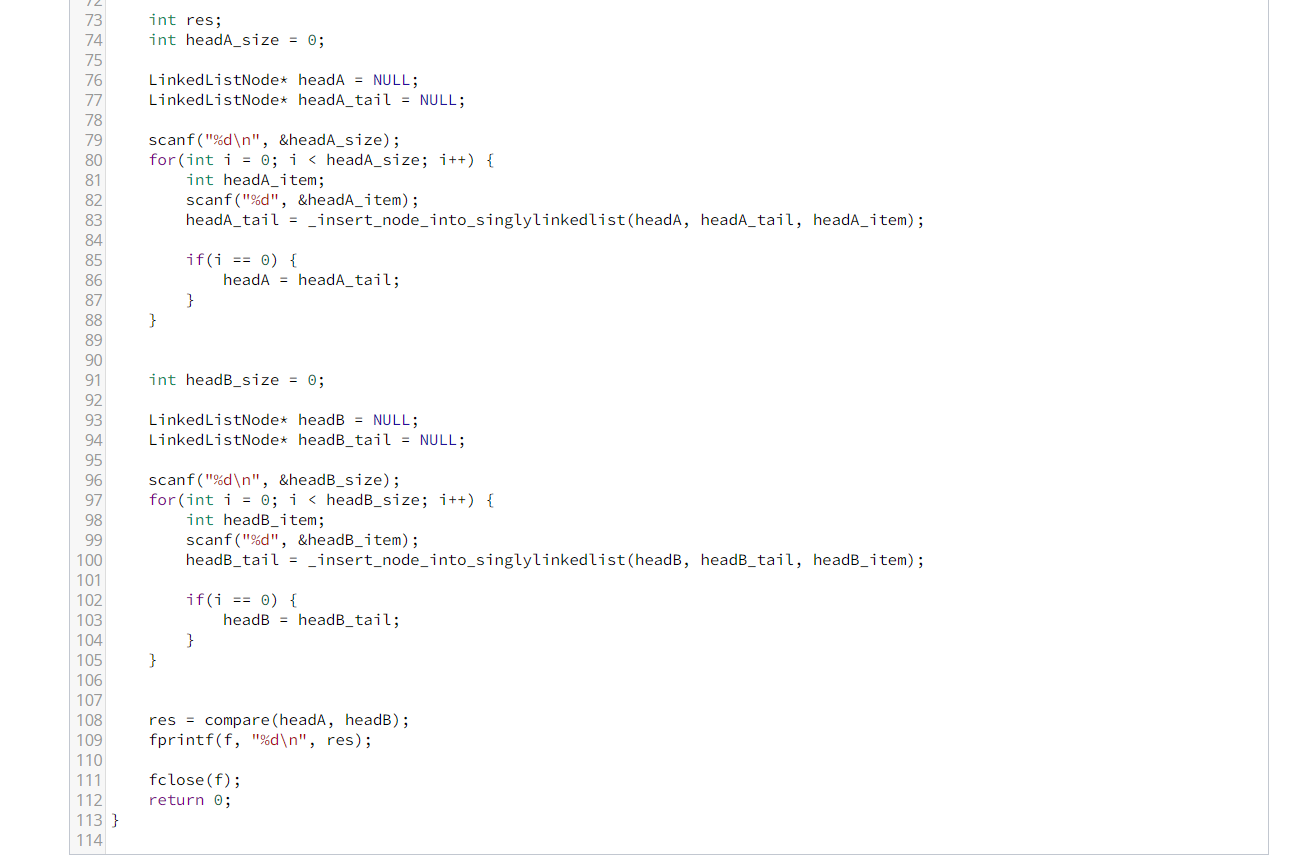 72
73 int res;
74 int headA_size = 0;
75
76 LinkedListNode* headA = NULL;
77 LinkedListNode* headA_tail = NULL;
78
79 scanf("%d\n", &headA_size);
80 for(int i = 0; i < headA_size; i++) {
81 int headA_item;
82 scanf("%d", &headA_item);
83 headA_tail = _insert_node_into_singlylinkedlist(headA, headA_tail, headA_item);
84
85 if(i == 0) {
86 headA = headA_tail;
87 }
88 }
89
90
91 int headB_size = 0;
92
93 LinkedListNode* headB = NULL;
94 LinkedListNode* headB_tail = NULL;
95
96 scanf("%d\n", &headB_size);
97 for(int i = 0; i < headB_size; i++) {
98 int headB_item;
99 scanf("%d", &headB_item);
100 headB_tail = _insert_node_into_singlylinkedlist(headB, headB_tail, headB_item);
101
102 if(i == 0) {
103 headB = headB_tail;
104 }
105 }
106
107
108 res = compare(headA, headB);
109 fprintf(f, "%d\n", res);
110
111 fclose(f);
112 return 0;
113 }
114